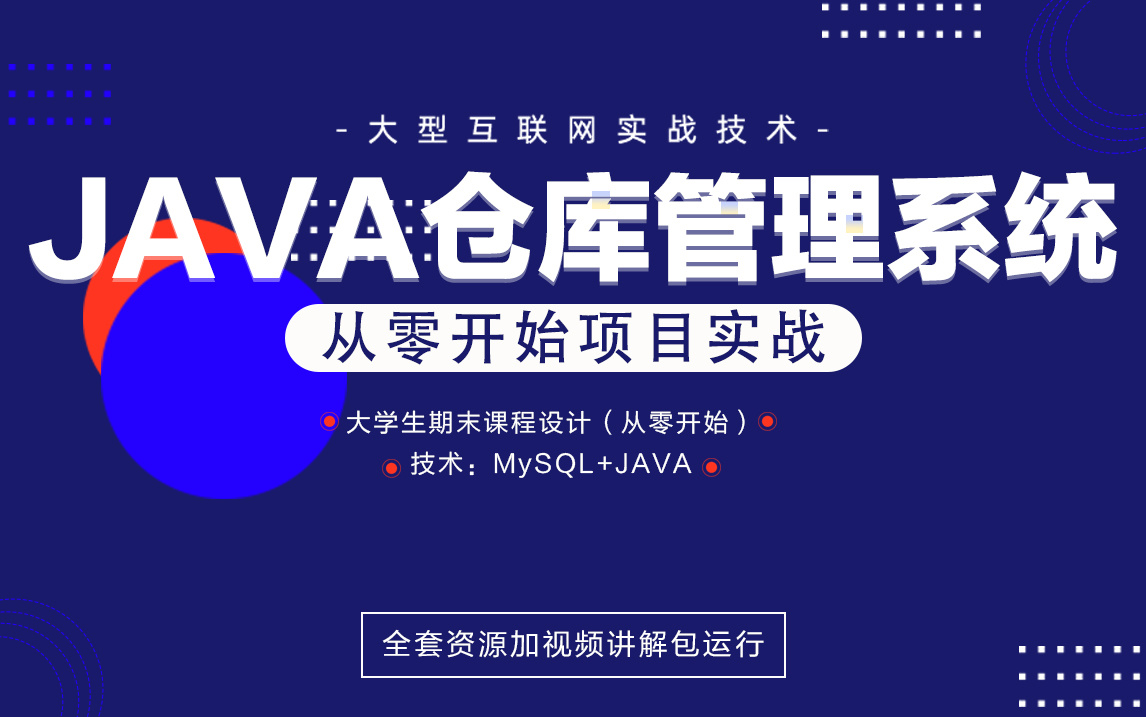 -大型互联网实战技术-
JAVA仓库管理系统
从零开始项目实战
大学生期末课程设计（从零开始）
技术：MySQL+JAVA
全套资源加视频讲解包运行